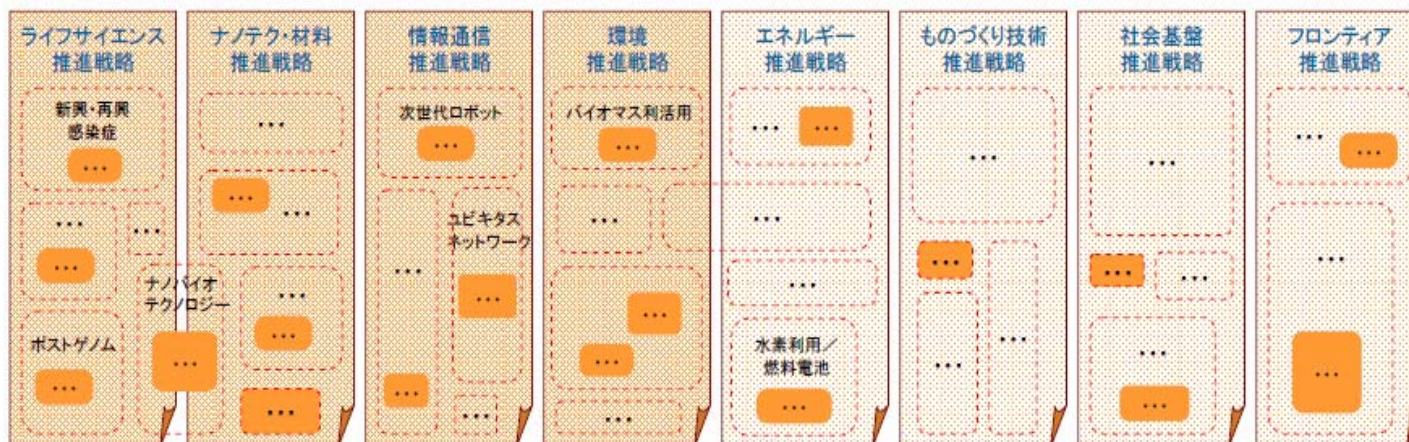 ライフサイエンス
推進戦略
新興・再興
感染症
…
…
…
…
ポストゲノム
…
ナノバイオ
テクノロジー
…
ナノテク・材料
推進戦略
…
…
…
…
…
…
情報通信
推進戦略
次世代ロボット
…
…
ユビキタス
ネットワーク
…
…
…
環境
推進戦略
バイオマス利活用
…
…
…
…
…
エネルギー
推進戦略
…
…
…
…
水素利用／
燃料電池
…
ものづくり技術
推進戦略
…
…
…
…
社会基盤
推進戦略
…
…
…
…
…
フロンティア
推進戦略
…
…
…
…